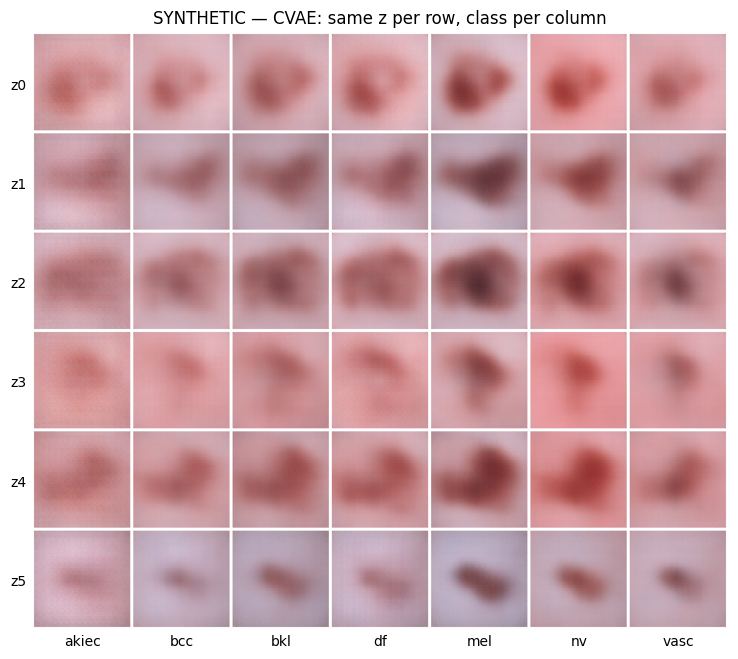 SYNTHETIC — CVAE: same z per row, class per column
z0
z1
z2
z3
z4
z5
akiec bcc bkl df mel nv vasc